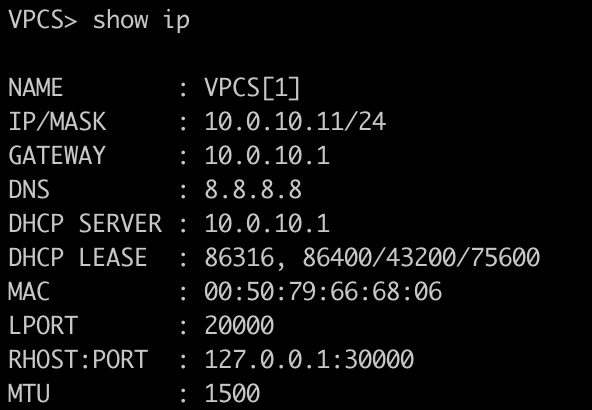 VPCS> show ip
NAME        : VPCS[1]
IP/MASK     : 10.0.10.11/24
GATEWAY     : 10.0.10.1
DNS         : 8.8.8.8
DHCP SERVER : 10.0.10.1
DHCP LEASE  : 86316, 86400/43200/75600
MAC         : 00:50:79:66:68:06
LPORT       : 20000
RHOST:PORT  : 127.0.0.1:30000
MTU         : 1500